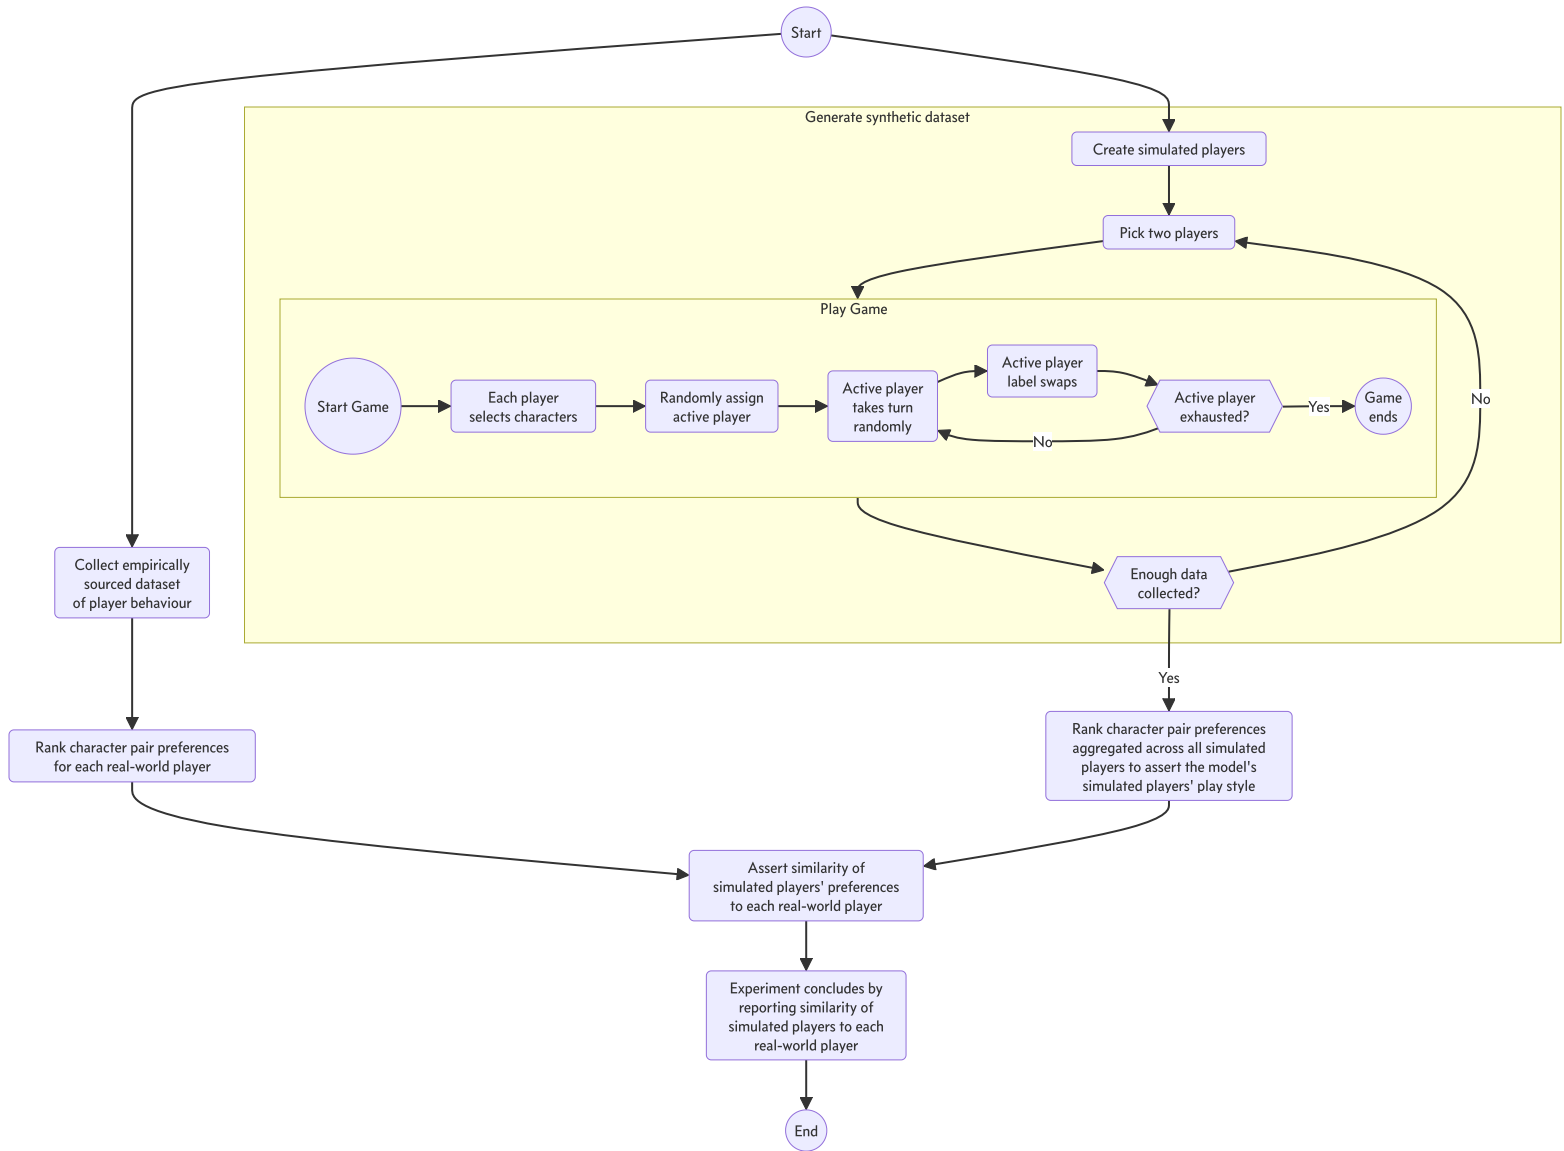 Start
Generate synthetic dataset
Create simulated players
Pick two players
Play Game
Start Game
Each player
selects characters
Randomly assign
active player
Active player
takes turn
randomly
Active player
label swaps
Active player
exhausted?
Yes
Game
ends
No
No
Collect empirically
sourced dataset
of player behaviour
Enough data
collected?
Yes
Rank character pair preferences
for each real-world player
Rank character pair preferences
aggregated across all simulated
players to assert the model's
simulated players' play style
Assert similarity of
simulated players' preferences
to each real-world player
Experiment concludes by
reporting similarity of
simulated players to each
real-world player
End